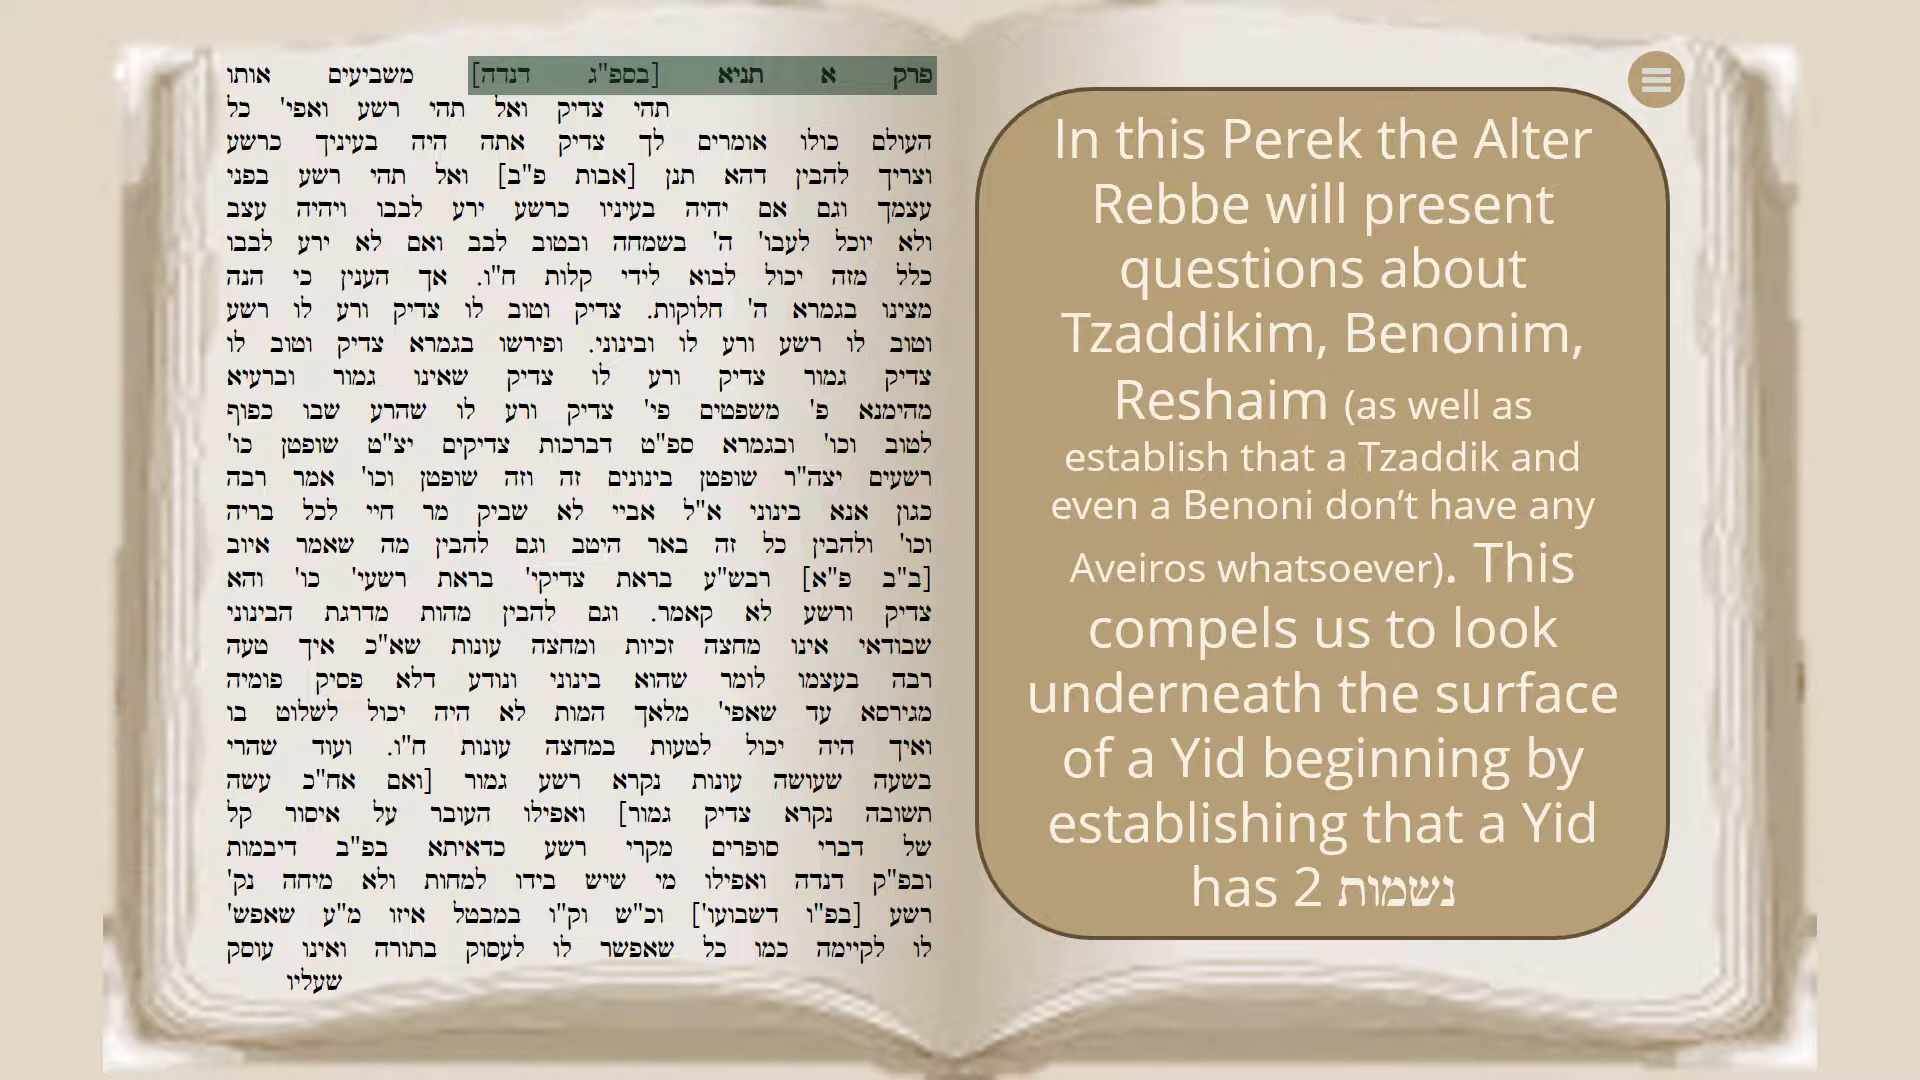 פרק א תניא [בספ"ג דנדה] משביעים אותו
תהי צדיק ואל תהי רשע ואפי' כל
העולם כולו אומרים לך צדיק אתה היה בעיניך כרשע
וצריך להבין דהא תנן [אבות פ"ב] ואל תהי רשע בפני
עצמך וגם אם יהיה בעיניו כרשע ירע לבבו ויהיה עצב
ולא יוכל לעבו' ה' בשמחה ובטוב לבב ואם לא ירע לבבו
כלל מזה יכול לבוא לידי קלות ח"ו. אך הענין כי הנה
מצינו בגמרא ה' חלוקות. צדיק וטוב לו צדיק ורע לו רשע
וטוב לו רשע ורע לו ובינוני. ופירשו בגמרא צדיק וטוב לו
צדיק גמור צדיק ורע לו צדיק שאינו גמור וברעיא
מהימנא פ' משפטים פי' צדיק ורע לו שהרע שבו כפוף
לטוב וכו' ובגמרא ספ"ט דברכות צדיקים יצ"ט שופטן כו'
רשעים יצה"ר שופטן בינונים זה וזה שופטן וכו' אמר רבה
כגון אנא בינוני א"ל אביי לא שביק מר חיי לכל בריה
וכו' ולהבין כל זה באר היטב וגם להבין מה שאמר איוב
[ב"ב פ"א] רבש"ע בראת צדיקי' בראת רשעי' כו' והא
צדיק ורשע לא קאמר. וגם להבין מהות מדרגת הבינוני
שבודאי אינו מחצה זכיות ומחצה עונות שא"כ איך טעה
רבה בעצמו לומר שהוא בינוני ונודע דלא פסיק פומיה
מגירסא עד שאפי' מלאך המות לא היה יכול לשלוט בו
ואיך היה יכול לטעות במחצה עונות ח"ו. ועוד שהרי
בשעה שעושה עונות נקרא רשע גמור [ואם אח"כ עשה
תשובה נקרא צדיק גמור] ואפילו העובר על איסור קל
של דברי סופרים מקרי רשע כדאיתא בפ"ב דיבמות
ובפ"ק דנדה ואפילו מי שיש בידו למחות ולא מיחה נק'
רשע [בפ"ו דשבועו'] וכ"ש וק"ו במבטל איזו מ"ע שאפש'
לו לקיימה כמו כל שאפשר לו לעסוק בתורה ואינו עוסק
שעליו
In this Perek the Alter
Rebbe will present
questions about
Tzaddikim, Benonim,
Reshaim (as well as
establish that a Tzaddik and
even a Benoni don't have any
Aveiros whatsoever). This
compels us to look
underneath the surface
of a Yid beginning by
establishing that a Yid
has 2 נשמות